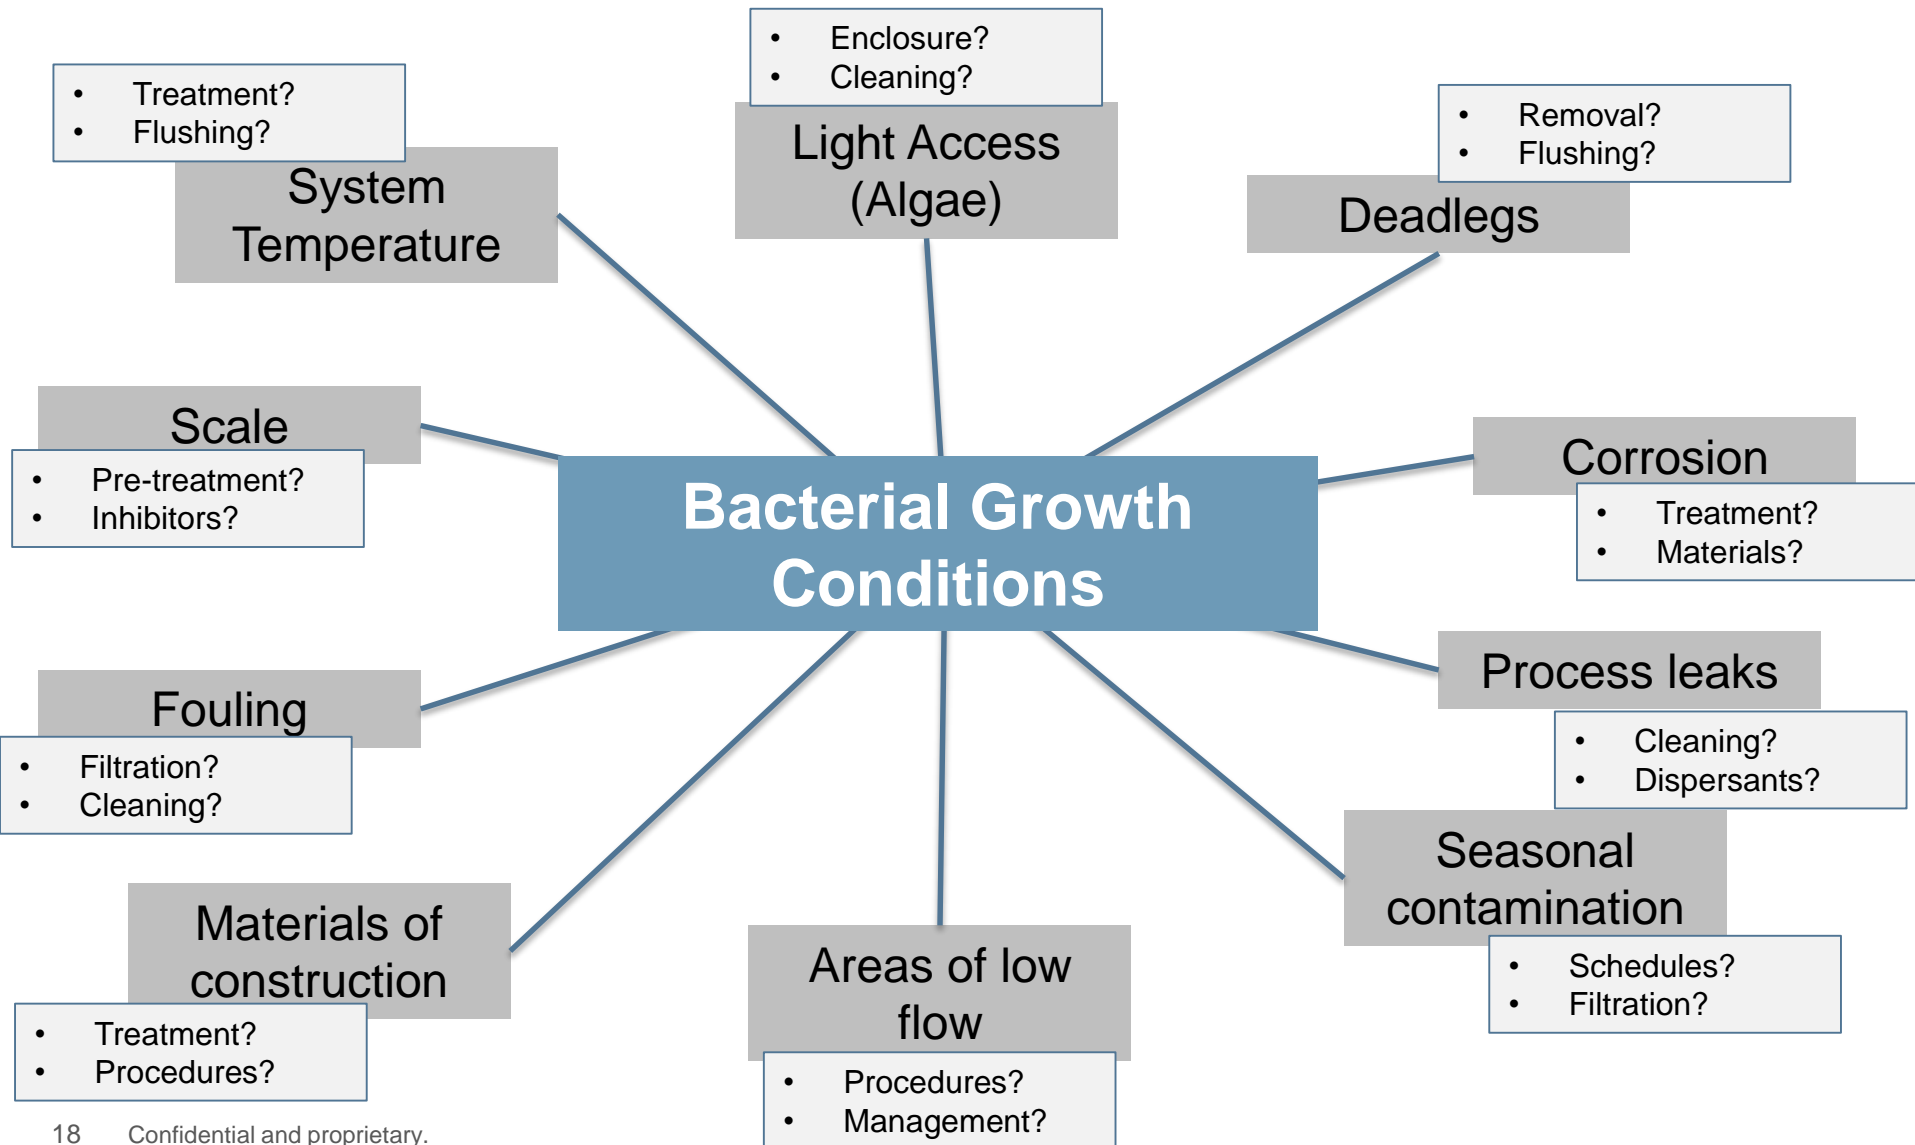 • Enclosure?
• Cleaning?
Light Access
(Algae)
• Treatment?
• Flushing?
System
Temperature
• Removal?
• Flushing?
Deadlegs
Scale
• Pre-treatment?
• Inhibitors?
Corrosion
• Treatment?
• Materials?
Bacterial Growth
Conditions
Fouling
• Filtration?
• Cleaning?
Process leaks
• Cleaning?
• Dispersants?
Seasonal
contamination
• Schedules?
• Filtration?
Materials of
construction
• Treatment?
• Procedures?
Areas of low
flow
• Procedures?
• Management?
18 Confidential and proprietary.